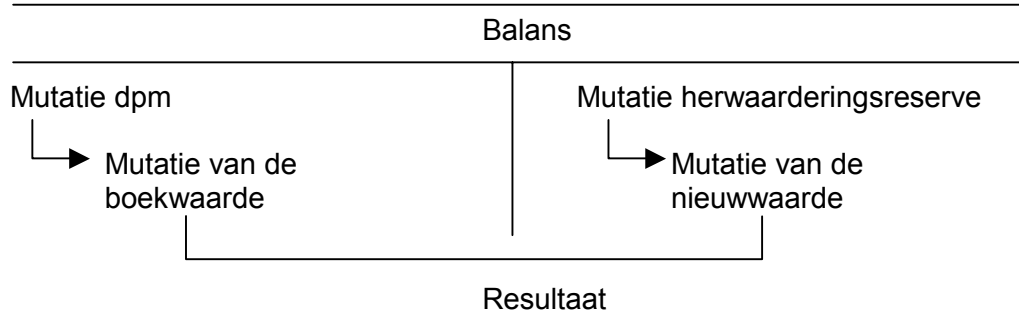 Balans
Mutatie dpm
Mutatie herwaarderingsreserve
Mutatie van de
boekwaarde
Mutatie van de
nieuwwaarde
Resultaat